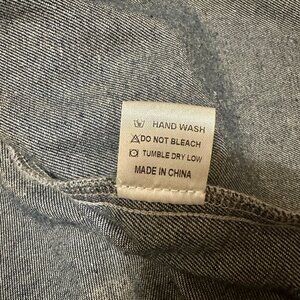 HAND WASH
DO NOT BLEACH
TUMBLE DRY LOW
MADE IN CHINA